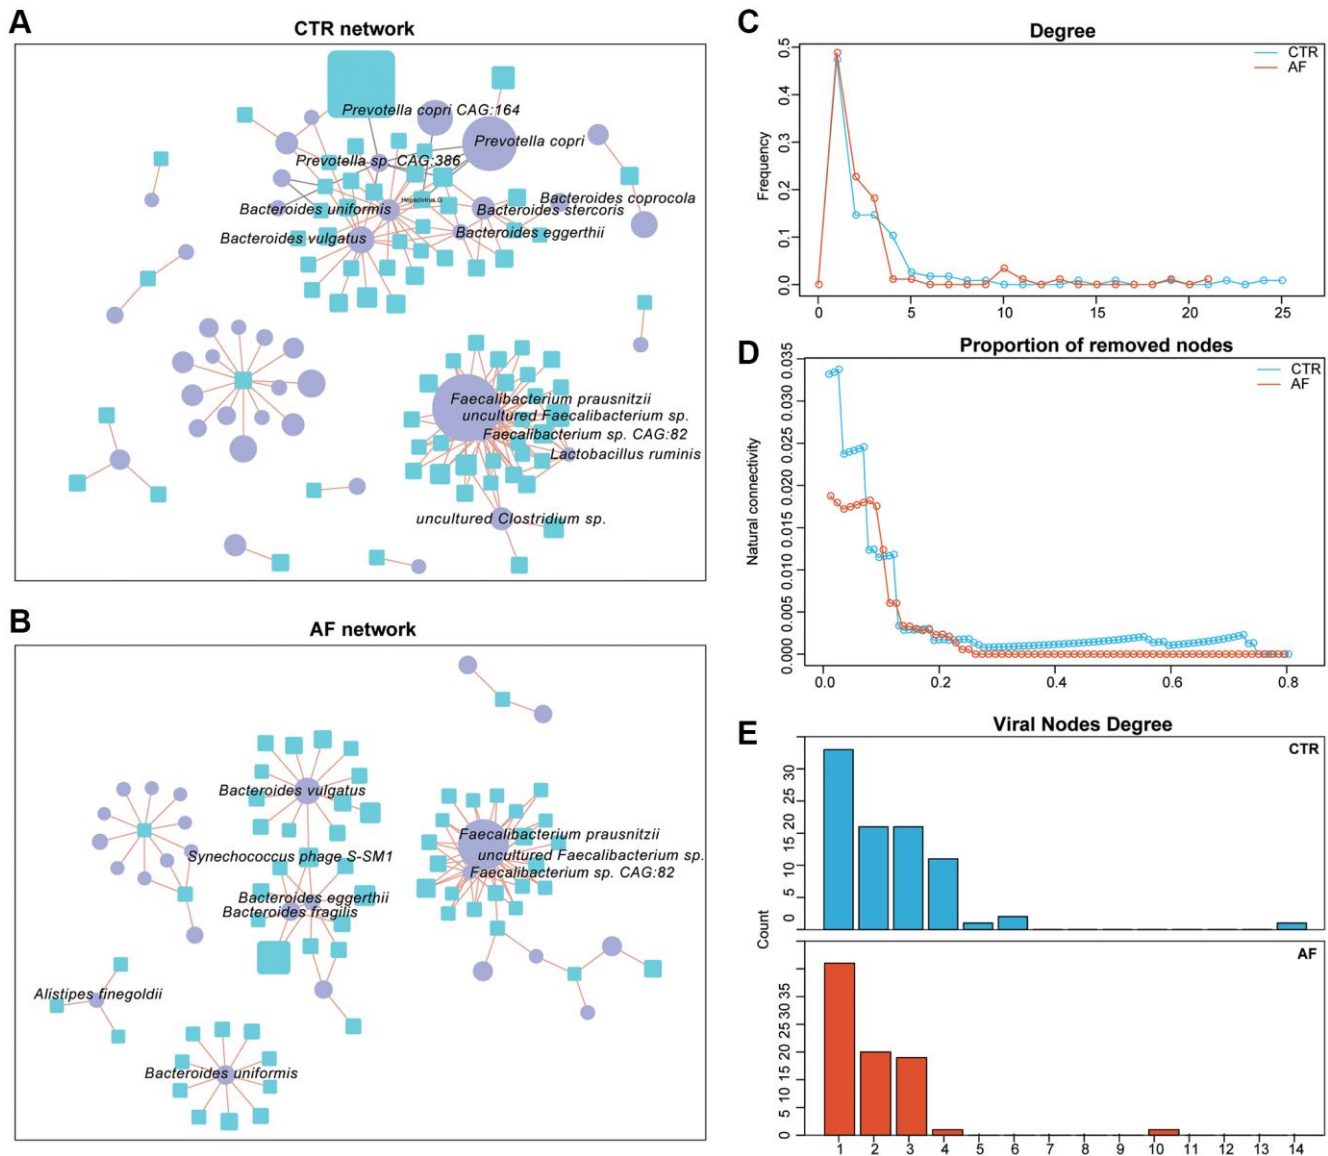 A
CTR network
Prevotella copri CAG:164
Prevotella copri
Prevotella sp. CAG:386
Hepacivirus G
Bacteroides coprocola
Bacteroides uniformis
Bacteroides stercoris
Bacteroides vulgatus
Bacteroides eggerthii
Faecalibacterium prausnitzii
uncultured Faecalibacterium sp.
Faecalibacterium sp. CAG:82
Lactobacillus ruminis
uncultured Clostridium sp.
B
AF network
Bacteroides vulgatus
Synechococcus phage S-SM1
Bacteroides eggerthii
Bacteroides fragilis
Faecalibacterium prausnitzii
uncultured Faecalibacterium sp.
Faecalibacterium sp. CAG:82
Alistipes finegoldii
Bacteroides uniformis
C
Degree
CTR
AF
Frequency
0.5
0.4
0.3
0.2
0.1
0.0
0 5 10 15 20 25
D
Proportion of removed nodes
CTR
AF
Natural connectivity
0.035
0.030
0.025
0.020
0.015
0.010
0.005
0.000
0.0 0.2 0.4 0.6 0.8
E
Viral Nodes Degree
CTR
30
25
20
15
10
5
0
Count
AF
35
30
25
20
15
10
5
0
1 2 3 4 5 6 7 8 9 10 11 12 13 14